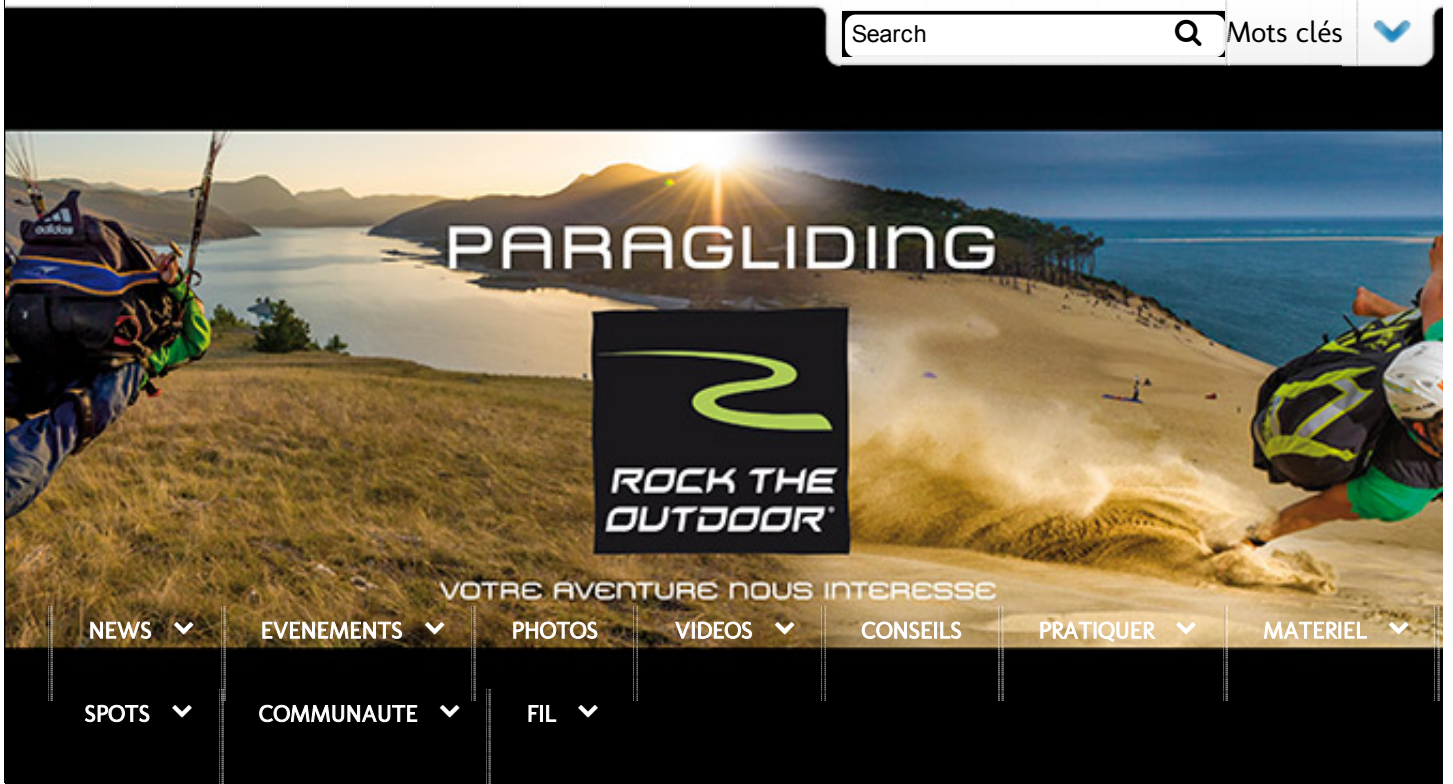 Search
Mots clés
adidas
PARAGLIDING
ROCK THE
OUTDOOR®
VOTRE AVENTURE NOUS INTERESSE
NEWS EVENEMENTS PHOTOS VIDEOS CONSEILS PRATIQUER MATERIEL
SPOTS COMMUNAUTE FIL